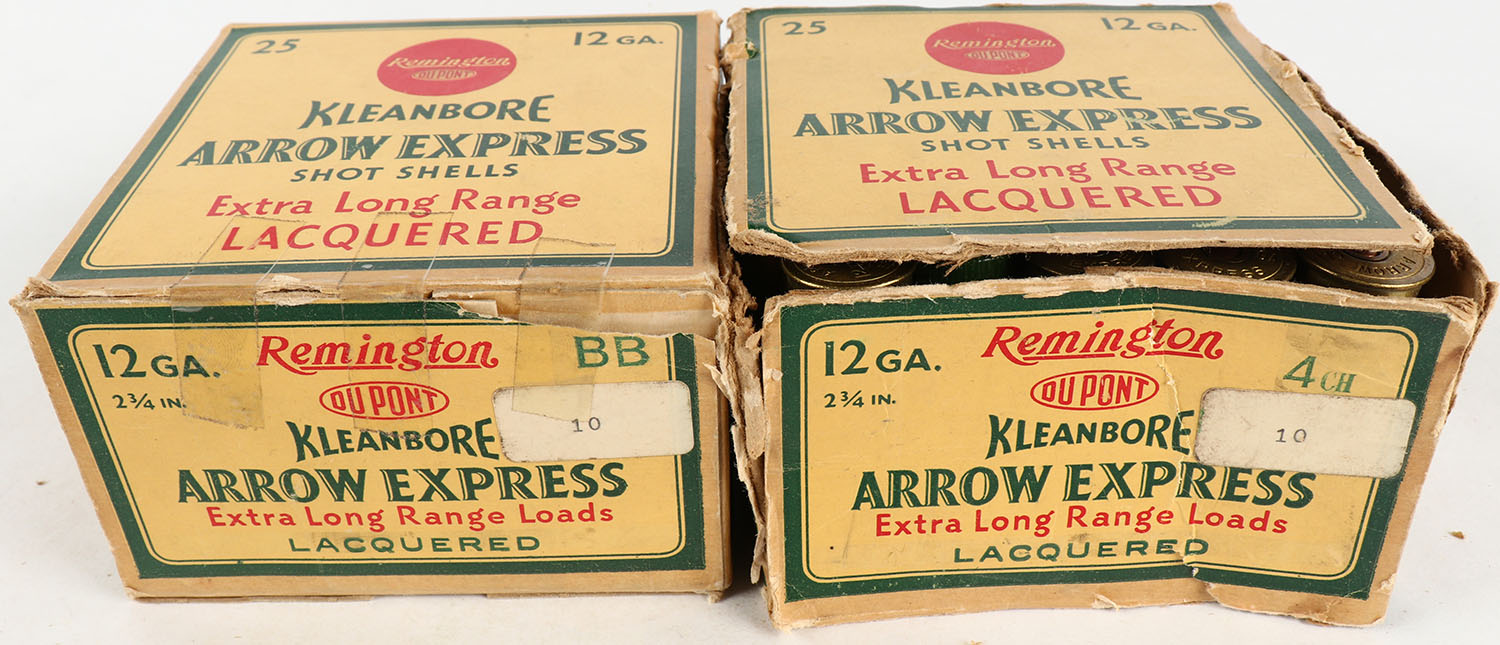 25 12 GA.
Remington
DU PONT
KLEANBORE
ARROW EXPRESS
SHOT SHELLS
Extra Long Range
LACQUERED
12 GA. Remington BB
2¾ IN. DU PONT
10
KLEANBORE
ARROW EXPRESS
Extra Long Range Loads
LACQUERED
25 12 GA.
Remington
DU PONT
KLEANBORE
ARROW EXPRESS
SHOT SHELLS
Extra Long Range
LACQUERED
ARROW
12 GA. Remington 4 CH
2¾ IN. DU PONT
10
KLEANBORE
ARROW EXPRESS
Extra Long Range Loads
LACQUERED